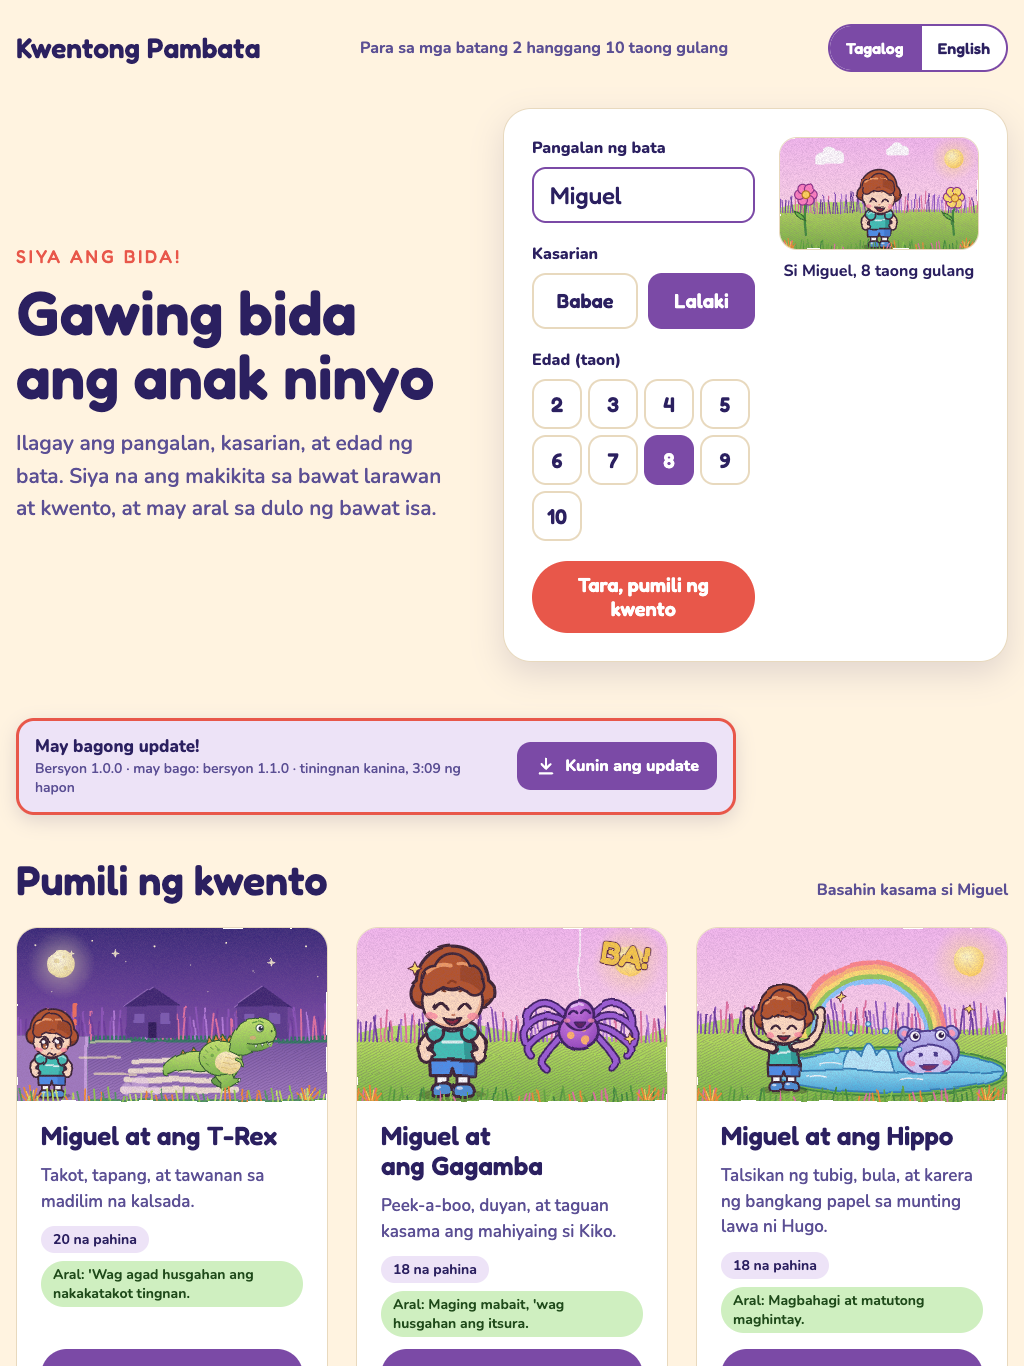 Kwentong Pambata
Para sa mga batang 2 hanggang 10 taong gulang
Tagalog
English
SIYA ANG BIDA!
Gawing bida
ang anak ninyo
Ilagay ang pangalan, kasarian, at edad ng
bata. Siya na ang makikita sa bawat larawan
at kwento, at may aral sa dulo ng bawat isa.
Pangalan ng bata
Miguel
Kasarian
Babae
Lalaki
Edad (taon)
2
3
4
5
6
7
8
9
10
Tara, pumili ng
kwento
Si Miguel, 8 taong gulang
May bagong update!
Bersyon 1.0.0 · may bago: bersyon 1.1.0 · tiningnan kanina, 3:09 ng
hapon
Kunin ang update
Pumili ng kwento
Basahin kasama si Miguel
Miguel at ang T-Rex
Takot, tapang, at tawanan sa
madilim na kalsada.
20 na pahina
Aral: 'Wag agad husgahan ang
nakakatakot tingnan.
BA!
Miguel at
ang Gagamba
Peek-a-boo, duyan, at taguan
kasama ang mahiyaing si Kiko.
18 na pahina
Aral: Maging mabait, 'wag
husgahan ang itsura.
Miguel at ang Hippo
Talsikan ng tubig, bula, at karera
ng bangkang papel sa munting
lawa ni Hugo.
18 na pahina
Aral: Magbahagi at matutong
maghintay.